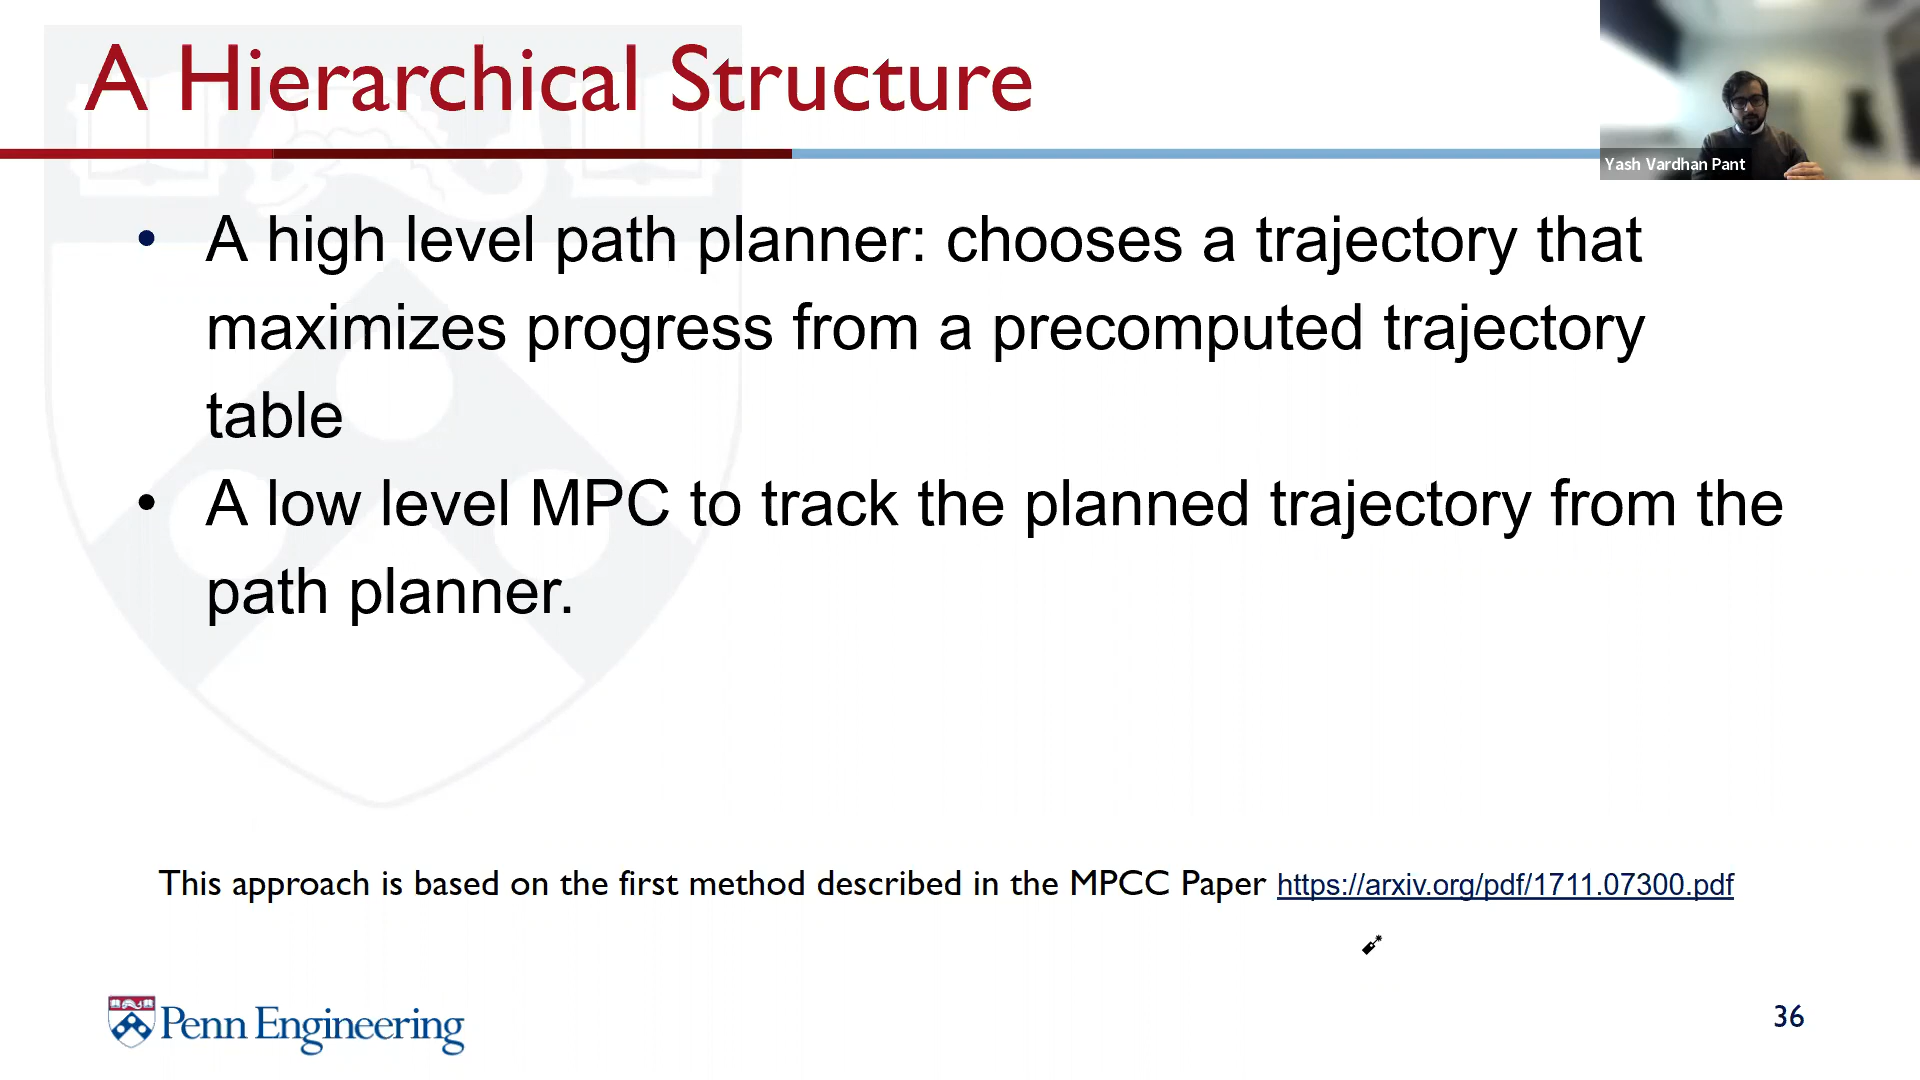 A Hierarchical Structure
Yash Vardhan Pant
• A high level path planner: chooses a trajectory that
maximizes progress from a precomputed trajectory
table
• A low level MPC to track the planned trajectory from the
path planner.
This approach is based on the first method described in the MPCC Paper https://arxiv.org/pdf/1711.07300.pdf
Penn Engineering
36